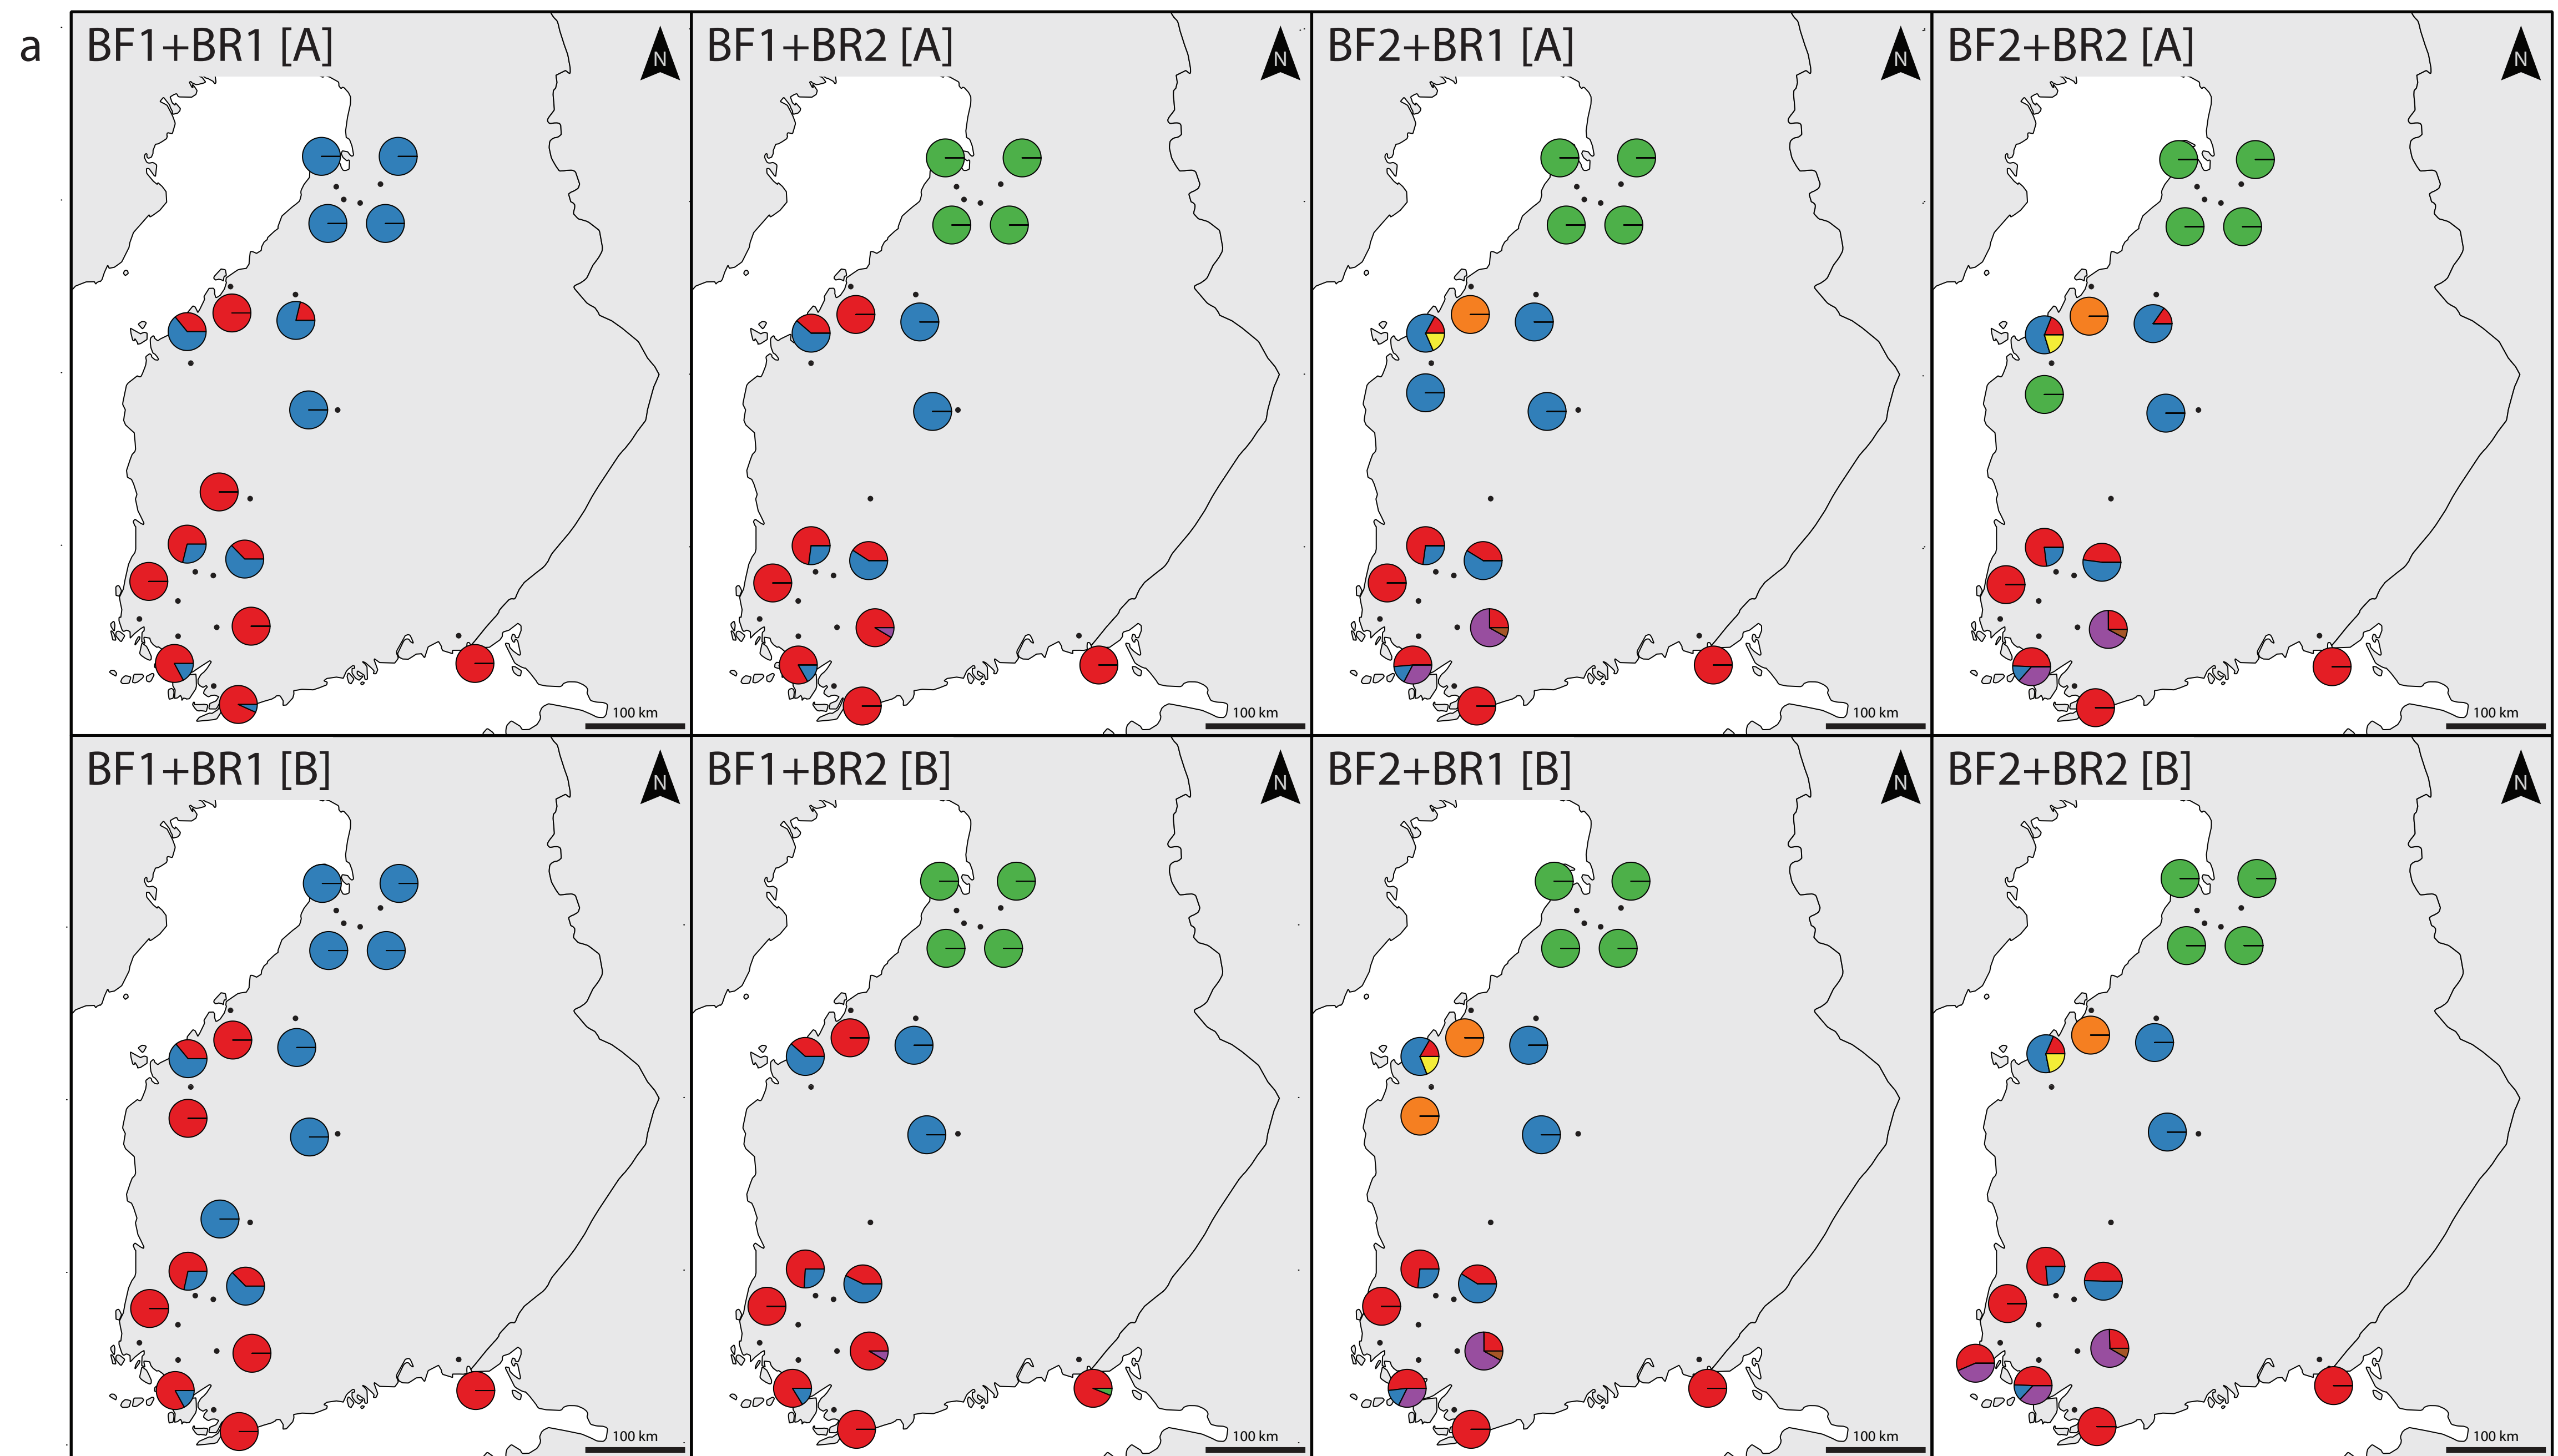 a
BF1+BR1 [A]
N
100 km
BF1+BR2 [A]
N
100 km
BF2+BR1 [A]
N
100 km
BF2+BR2 [A]
N
100 km
BF1+BR1 [B]
N
100 km
BF1+BR2 [B]
N
100 km
BF2+BR1 [B]
N
100 km
BF2+BR2 [B]
N
100 km